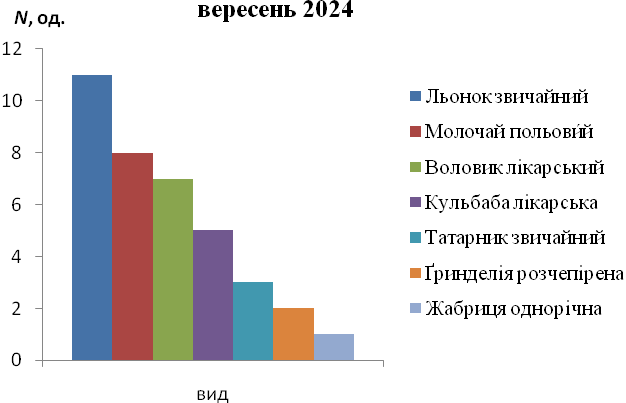 вересень 2024
N, од.
12
10
8
6
4
2
0
вид
Льонок звичайний
Молочай польови́й
Воловик лікарський
Кульбаба лікарська
Татарник звичайний
Ґринделія розчепірена
Жабриця однорічна